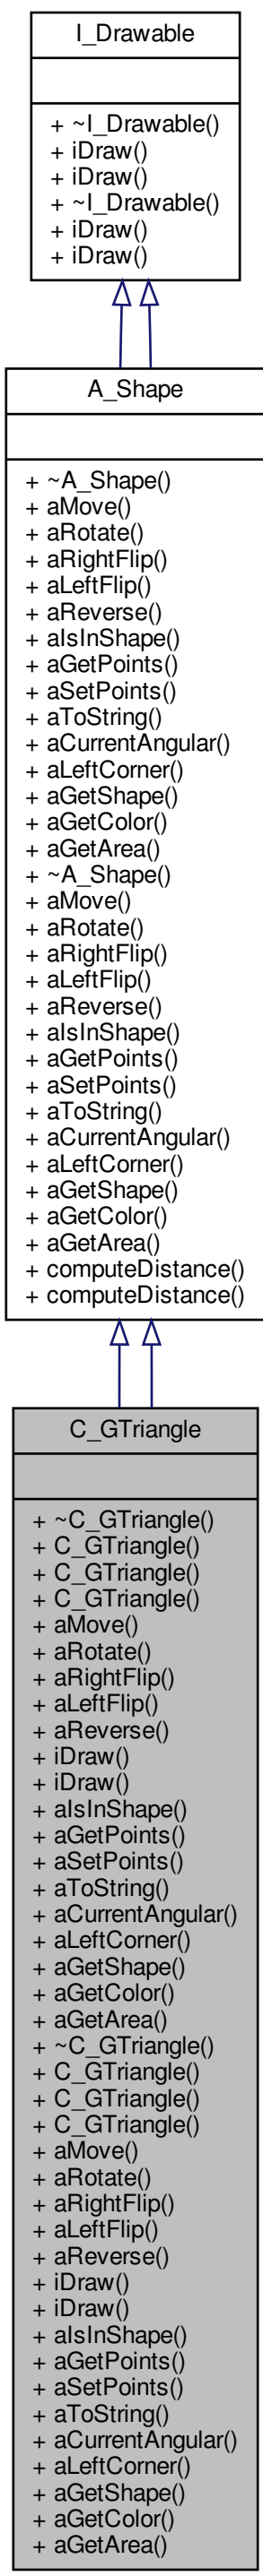 I_Drawable
+ ~I_Drawable()
+ iDraw()
+ iDraw()
+ ~I_Drawable()
+ iDraw()
+ iDraw()
A_Shape
+ ~A_Shape()
+ aMove()
+ aRotate()
+ aRightFlip()
+ aLeftFlip()
+ aReverse()
+ aIsInShape()
+ aGetPoints()
+ aSetPoints()
+ aToString()
+ aCurrentAngular()
+ aLeftCorner()
+ aGetShape()
+ aGetColor()
+ aGetArea()
+ ~A_Shape()
+ aMove()
+ aRotate()
+ aRightFlip()
+ aLeftFlip()
+ aReverse()
+ aIsInShape()
+ aGetPoints()
+ aSetPoints()
+ aToString()
+ aCurrentAngular()
+ aLeftCorner()
+ aGetShape()
+ aGetColor()
+ aGetArea()
+ computeDistance()
+ computeDistance()
C_GTriangle
+ ~C_GTriangle()
+ C_GTriangle()
+ C_GTriangle()
+ C_GTriangle()
+ aMove()
+ aRotate()
+ aRightFlip()
+ aLeftFlip()
+ aReverse()
+ iDraw()
+ iDraw()
+ aIsInShape()
+ aGetPoints()
+ aSetPoints()
+ aToString()
+ aCurrentAngular()
+ aLeftCorner()
+ aGetShape()
+ aGetColor()
+ aGetArea()
+ ~C_GTriangle()
+ C_GTriangle()
+ C_GTriangle()
+ C_GTriangle()
+ aMove()
+ aRotate()
+ aRightFlip()
+ aLeftFlip()
+ aReverse()
+ iDraw()
+ iDraw()
+ aIsInShape()
+ aGetPoints()
+ aSetPoints()
+ aToString()
+ aCurrentAngular()
+ aLeftCorner()
+ aGetShape()
+ aGetColor()
+ aGetArea()